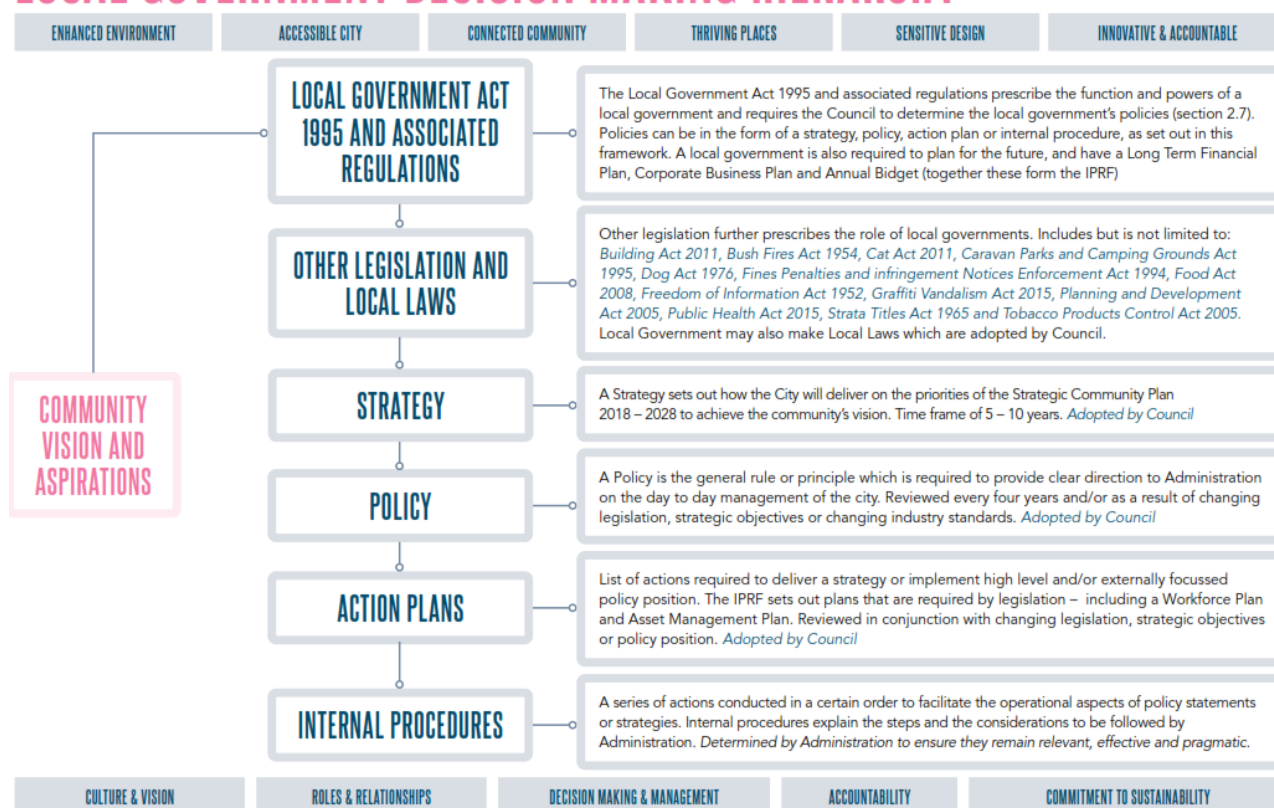 LOCAL GOVERNMENT DECISION MAKING HIERARCHY
ENHANCED ENVIRONMENT
ACCESSIBLE CITY
CONNECTED COMMUNITY
THRIVING PLACES
SENSITIVE DESIGN
INNOVATIVE & ACCOUNTABLE
LOCAL GOVERNMENT ACT
1995 AND ASSOCIATED
REGULATIONS
The Local Government Act 1995 and associated regulations prescribe the function and powers of a
local government and requires the Council to determine the local government's policies (section 2.7).
Policies can be in the form of a strategy, policy, action plan or internal procedure, as set out in this
framework. A local government is also required to plan for the future, and have a Long Term Financial
Plan, Corporate Business Plan and Annual Budget (together these form the IPRF)
OTHER LEGISLATION AND
LOCAL LAWS
Other legislation further prescribes the role of local governments. Includes but is not limited to:
Building Act 2011, Bush Fires Act 1954, Cat Act 2011, Caravan Parks and Camping Grounds Act
1995, Dog Act 1976, Fines Penalties and infringement Notices Enforcement Act 1994, Food Act
2008, Freedom of Information Act 1952, Graffiti Vandalism Act 2015, Planning and Development
Act 2005, Public Health Act 2015, Strata Titles Act 1965 and Tobacco Products Control Act 2005.
Local Government may also make Local Laws which are adopted by Council.
COMMUNITY
VISION AND
ASPIRATIONS
STRATEGY
A Strategy sets out how the City will deliver on the priorities of the Strategic Community Plan
2018 – 2028 to achieve the community's vision. Time frame of 5 – 10 years. Adopted by Council
POLICY
A Policy is the general rule or principle which is required to provide clear direction to Administration
on the day to day management of the city. Reviewed every four years and/or as a result of changing
legislation, strategic objectives or changing industry standards. Adopted by Council
ACTION PLANS
List of actions required to deliver a strategy or implement high level and/or externally focussed
policy position. The IPRF sets out plans that are required by legislation – including a Workforce Plan
and Asset Management Plan. Reviewed in conjunction with changing legislation, strategic objectives
or policy position. Adopted by Council
INTERNAL PROCEDURES
A series of actions conducted in a certain order to facilitate the operational aspects of policy statements
or strategies. Internal procedures explain the steps and the considerations to be followed by
Administration. Determined by Administration to ensure they remain relevant, effective and pragmatic.
CULTURE & VISION
ROLES & RELATIONSHIPS
DECISION MAKING & MANAGEMENT
ACCOUNTABILITY
COMMITMENT TO SUSTAINABILITY